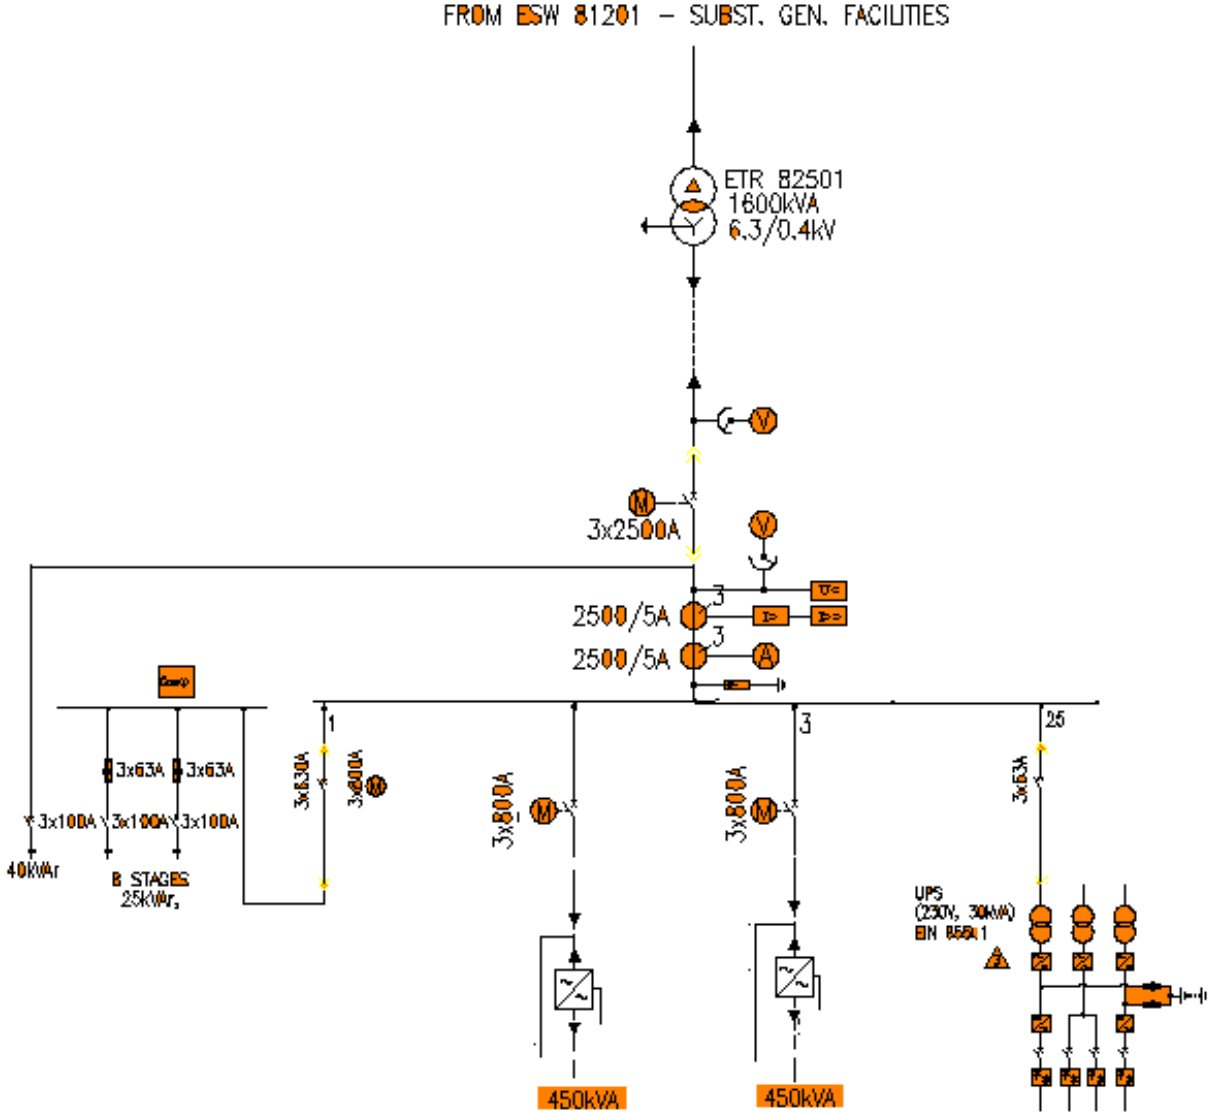 FROM ESW 81201 – SUBST. GEN. FACILITIES
ETR 82501
1600kVA
6.3/0.4kV
V
M
3x2500A
V
3
U<
2500/5A
I>
I>>
3
2500/5A
A
Cosφ
1
3
25
3x63A
3x63A
3x630A
3x800A
M
3x800A
M
3x800A
M
3x63A
3x100A
3x100A
3x100A
40kVAr
8 STAGES
25kVAr,
UPS
(230V, 30kVA)
450kVA
450kVA